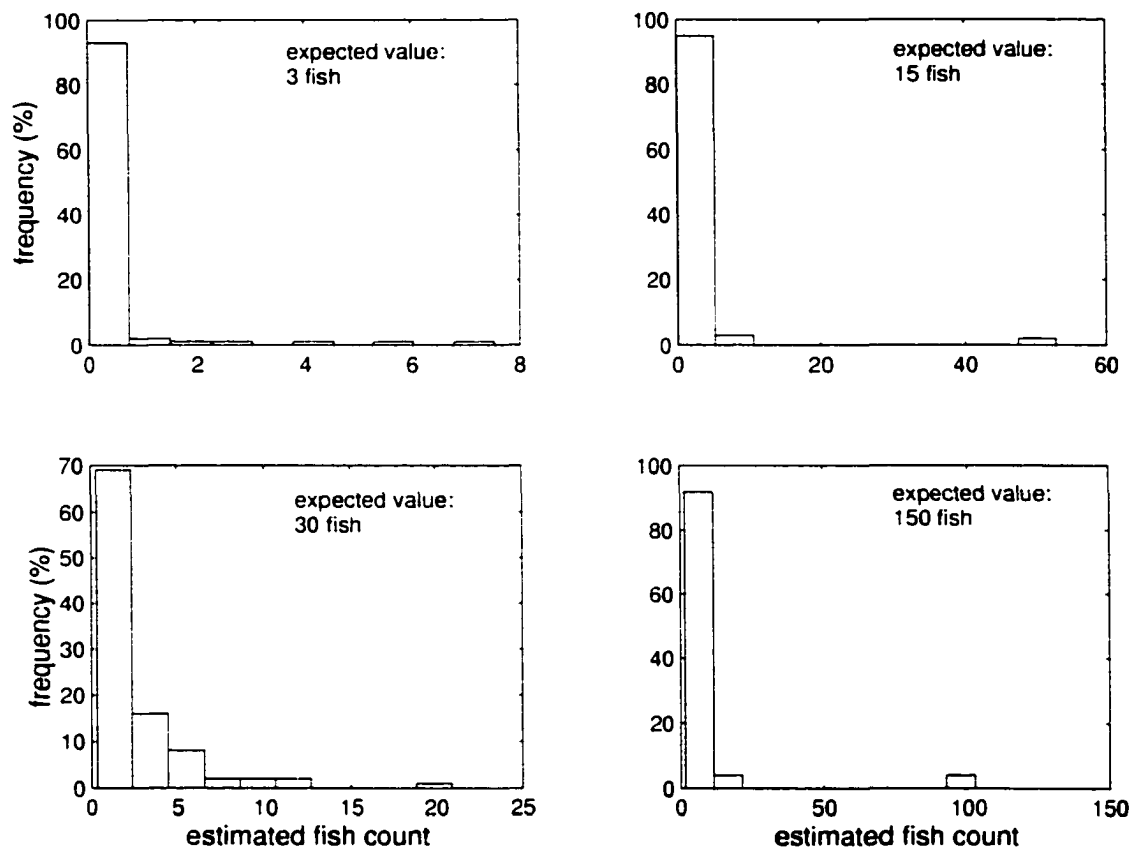 100
80
60
40
20
0
frequency (%)
expected value:
3 fish
0 2 4 6 8
100
80
60
40
20
0
expected value:
15 fish
0 20 40 60
70
60
50
40
30
20
10
0
frequency (%)
expected value:
30 fish
0 5 10 15 20 25
estimated fish count
100
80
60
40
20
0
expected value:
150 fish
0 50 100 150
estimated fish count